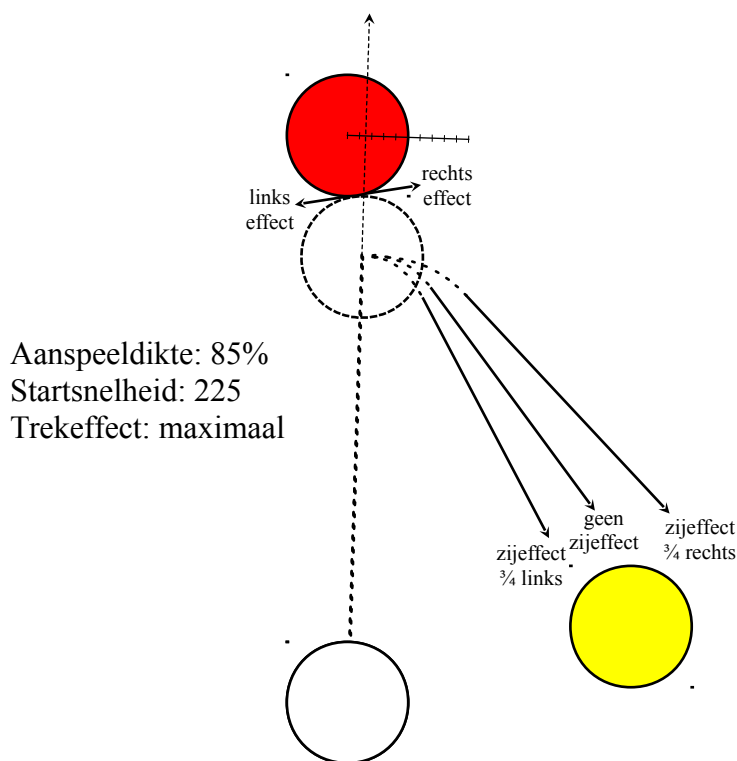 rechts
effect
links
effect
Aanspeeldikte: 85%
Startsnelheid: 225
Trekeffect: maximaal
zijeffect
¾ links
geen
zijeffect
zijeffect
¾ rechts